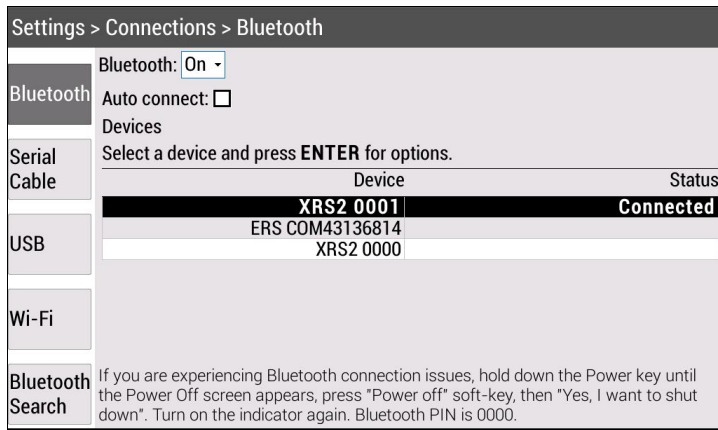 Settings > Connections > Bluetooth
Bluetooth
Serial
Cable
USB
Wi-Fi
Bluetooth
Search
Bluetooth: On
Auto connect:
Devices
Select a device and press ENTER for options.
Device Status
XRS2 0001 Connected
ERS COM43136814
XRS2 0000
If you are experiencing Bluetooth connection issues, hold down the Power key until
the Power Off screen appears, press "Power off" soft-key, then "Yes, I want to shut
down". Turn on the indicator again. Bluetooth PIN is 0000.